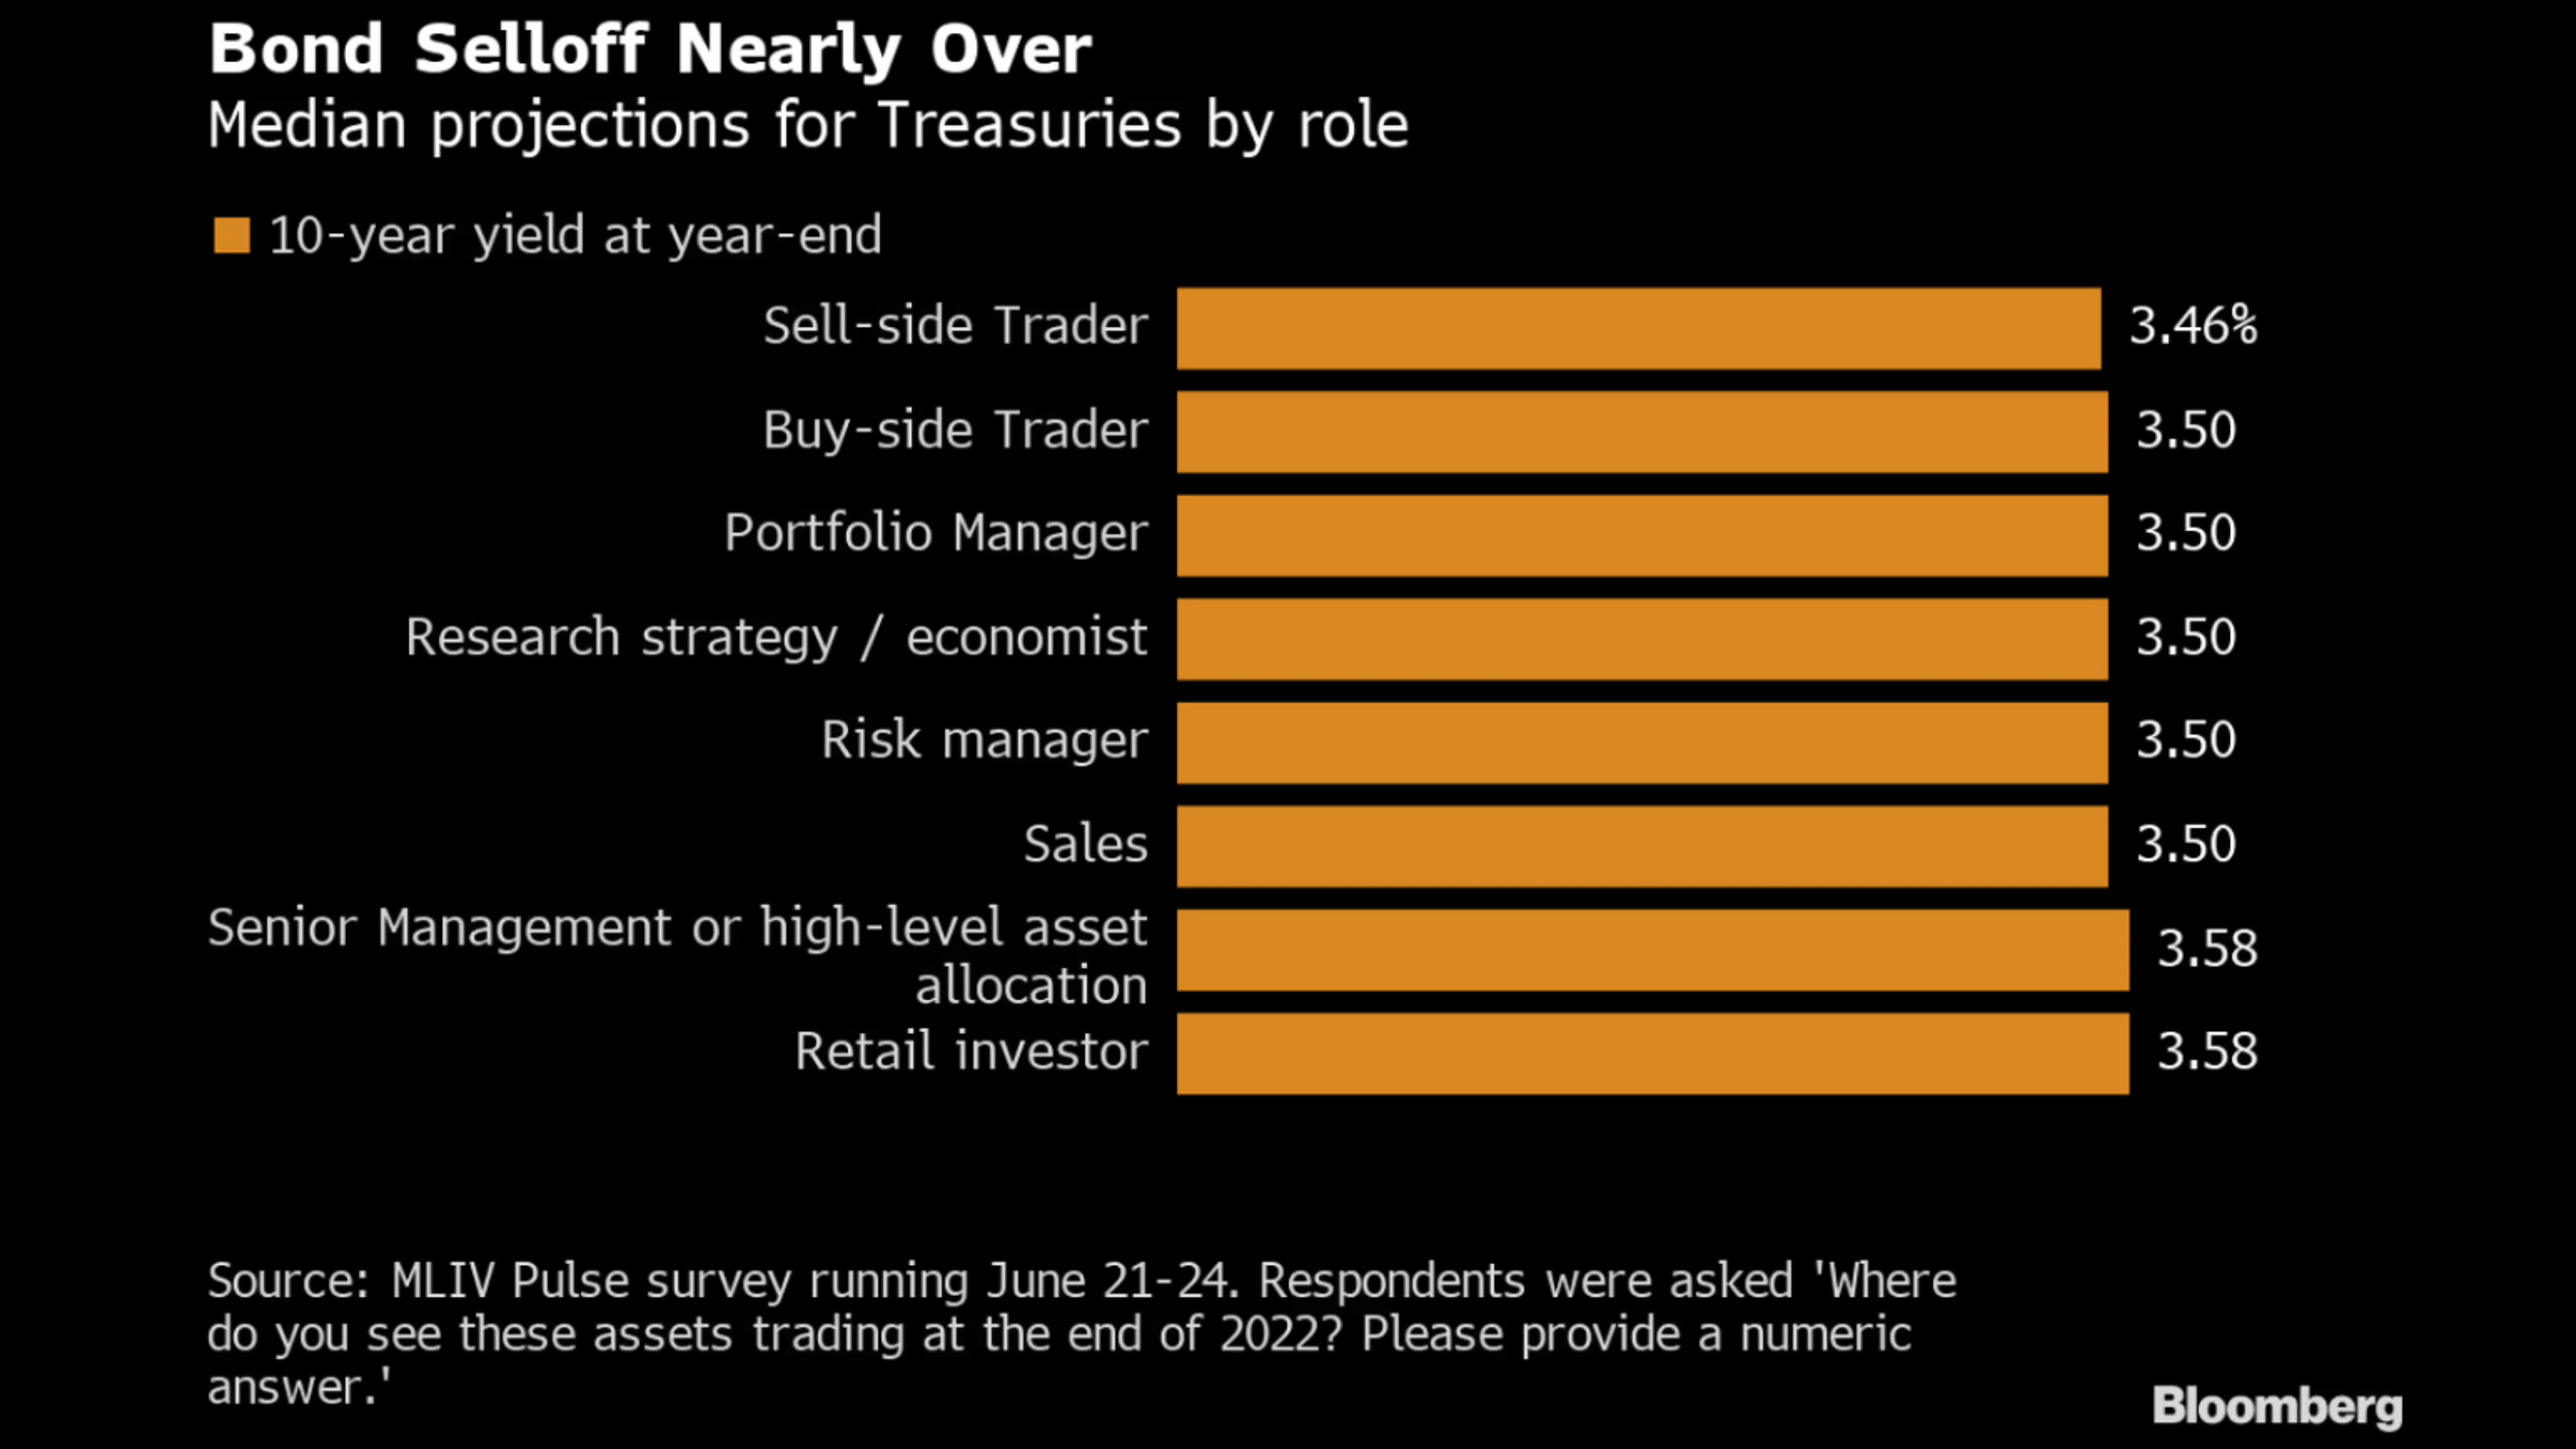 Bond Selloff Nearly Over
Median projections for Treasuries by role
10-year yield at year-end
Sell-side Trader 3.46%
Buy-side Trader 3.50
Portfolio Manager 3.50
Research strategy / economist 3.50
Risk manager 3.50
Sales 3.50
Senior Management or high-level asset
allocation 3.58
Retail investor 3.58
Source: MLIV Pulse survey running June 21-24. Respondents were asked 'Where
do you see these assets trading at the end of 2022? Please provide a numeric
answer.'
Bloomberg